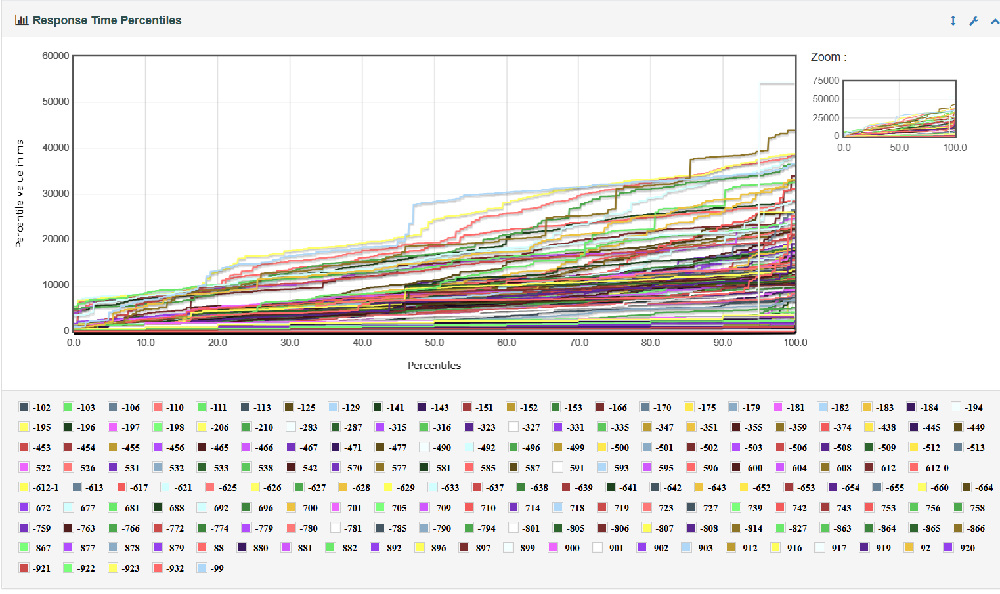 Response Time Percentiles
60000
50000
40000
30000
20000
10000
0
Percentile value in ms
0.0 10.0 20.0 30.0 40.0 50.0 60.0 70.0 80.0 90.0 100.0
Percentiles
Zoom :
75000
50000
25000
0
0.0 50.0 100.0
-102 -103 -106 -110 -111 -113 -125 -129 -141 -143 -151 -152 -153 -166 -170 -175 -179 -181 -182 -183 -184 -194
-195 -196 -197 -198 -206 -210 -283 -287 -315 -316 -323 -327 -331 -335 -347 -351 -355 -359 -374 -438 -445 -449
-453 -454 -455 -456 -465 -466 -467 -471 -477 -490 -492 -496 -499 -500 -501 -502 -503 -506 -508 -509 -512 -513
-522 -526 -531 -532 -533 -538 -542 -570 -577 -581 -585 -587 -591 -593 -595 -596 -600 -604 -608 -612 -612-0
-612-1 -613 -617 -621 -625 -626 -627 -628 -629 -633 -637 -638 -639 -641 -642 -643 -652 -653 -654 -655 -660 -664
-672 -677 -681 -688 -692 -696 -700 -701 -705 -709 -710 -714 -718 -719 -723 -727 -739 -742 -743 -753 -756 -758
-759 -763 -766 -772 -774 -779 -780 -781 -785 -790 -794 -801 -805 -806 -807 -808 -814 -827 -863 -864 -865 -866
-867 -877 -878 -879 -88 -880 -881 -882 -892 -896 -897 -899 -900 -901 -902 -903 -912 -916 -917 -919 -92 -920
-921 -922 -923 -932 -99